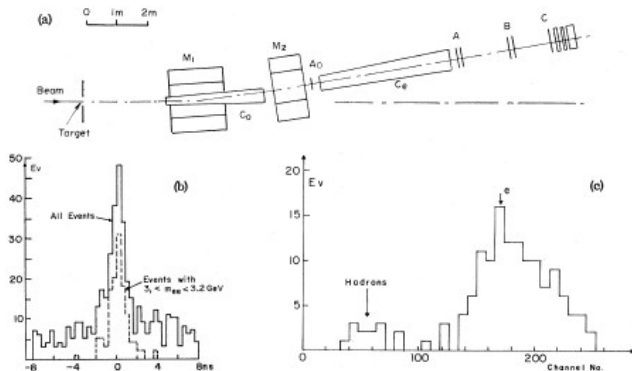 (a)
0 1m 2m
M1
M2
A0
A
B
C
Beam
Target
C0
Ce
(b)
50
Ev
40
30
20
10
All Events
Events with
3, < mee < 3.2 GeV
-8 -4 0 4 8ns
(c)
Ev
20
15
10
5
0
e
Hadrons
0 100 200
Channel No.